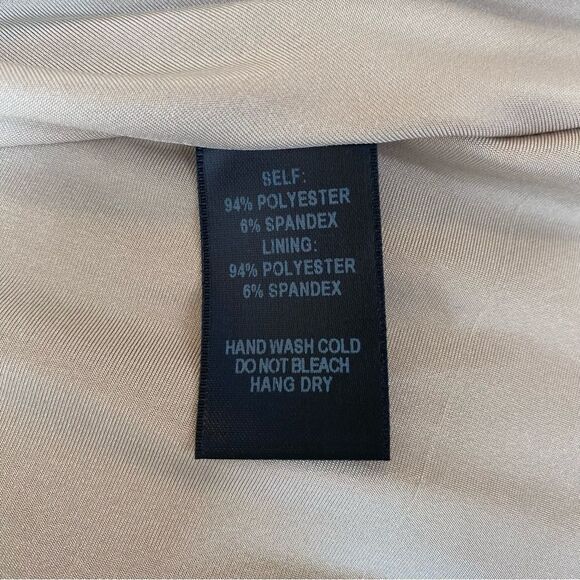 SELF:
94% POLYESTER
6% SPANDEX
LINING:
94% POLYESTER
6% SPANDEX
HAND WASH COLD
DO NOT BLEACH
HANG DRY